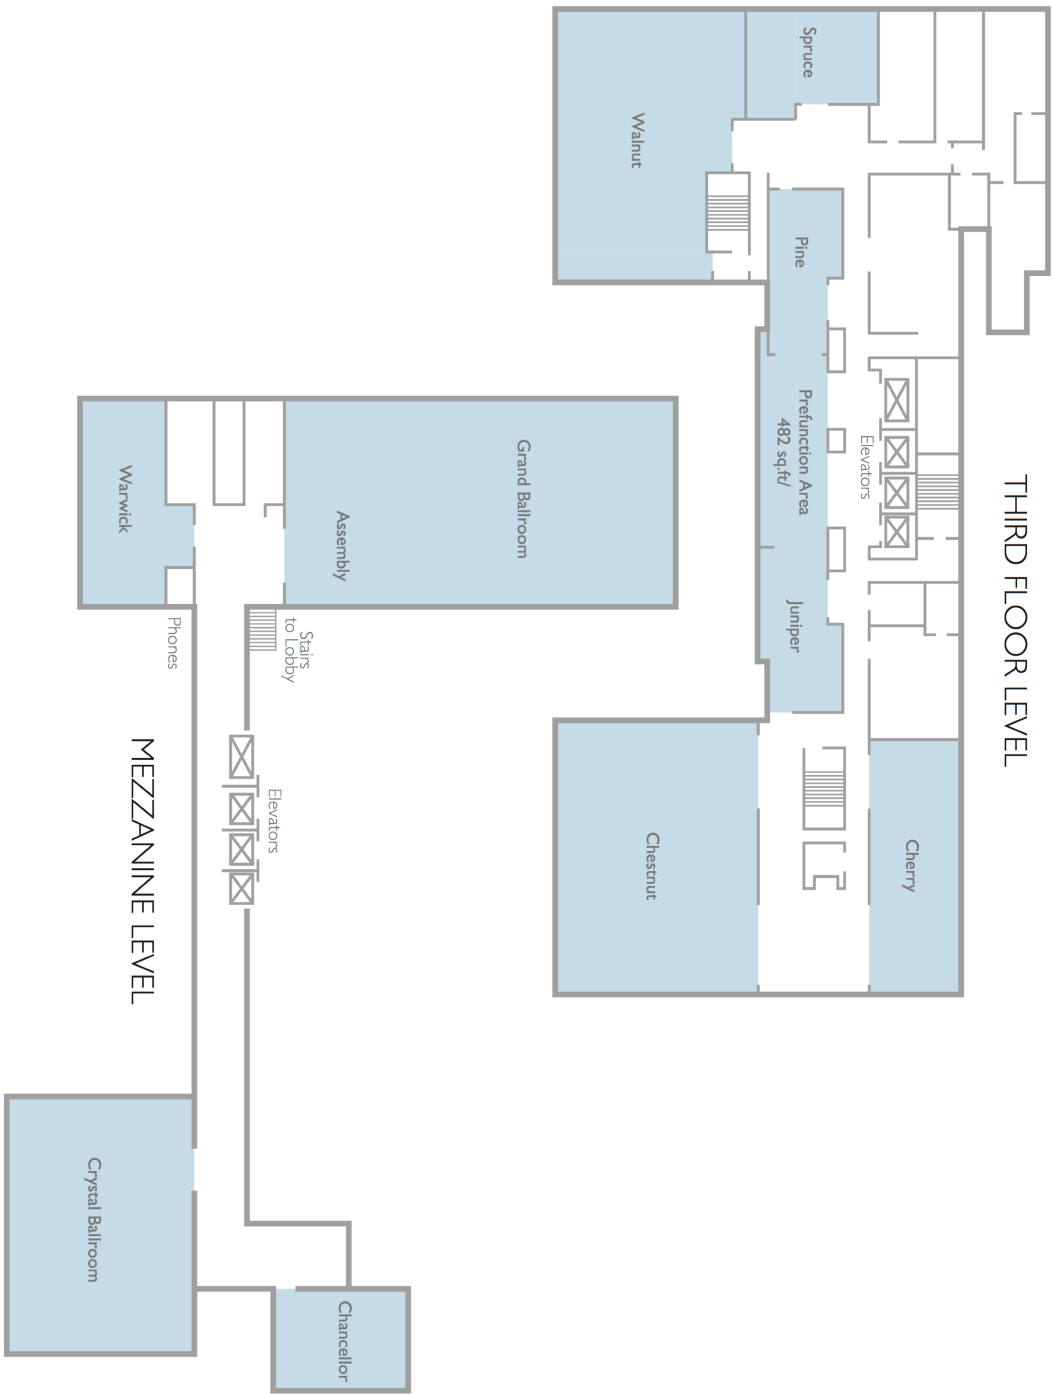 THIRD FLOOR LEVEL
Cherry
Elevators
Spruce
Pine
Prefunction Area
482 sq.ft/
Juniper
Walnut
Chestnut
Grand Ballroom
Assembly
Warwick
Stairs
to Lobby
Phones
Elevators
Chancellor
Crystal Ballroom
MEZZANINE LEVEL